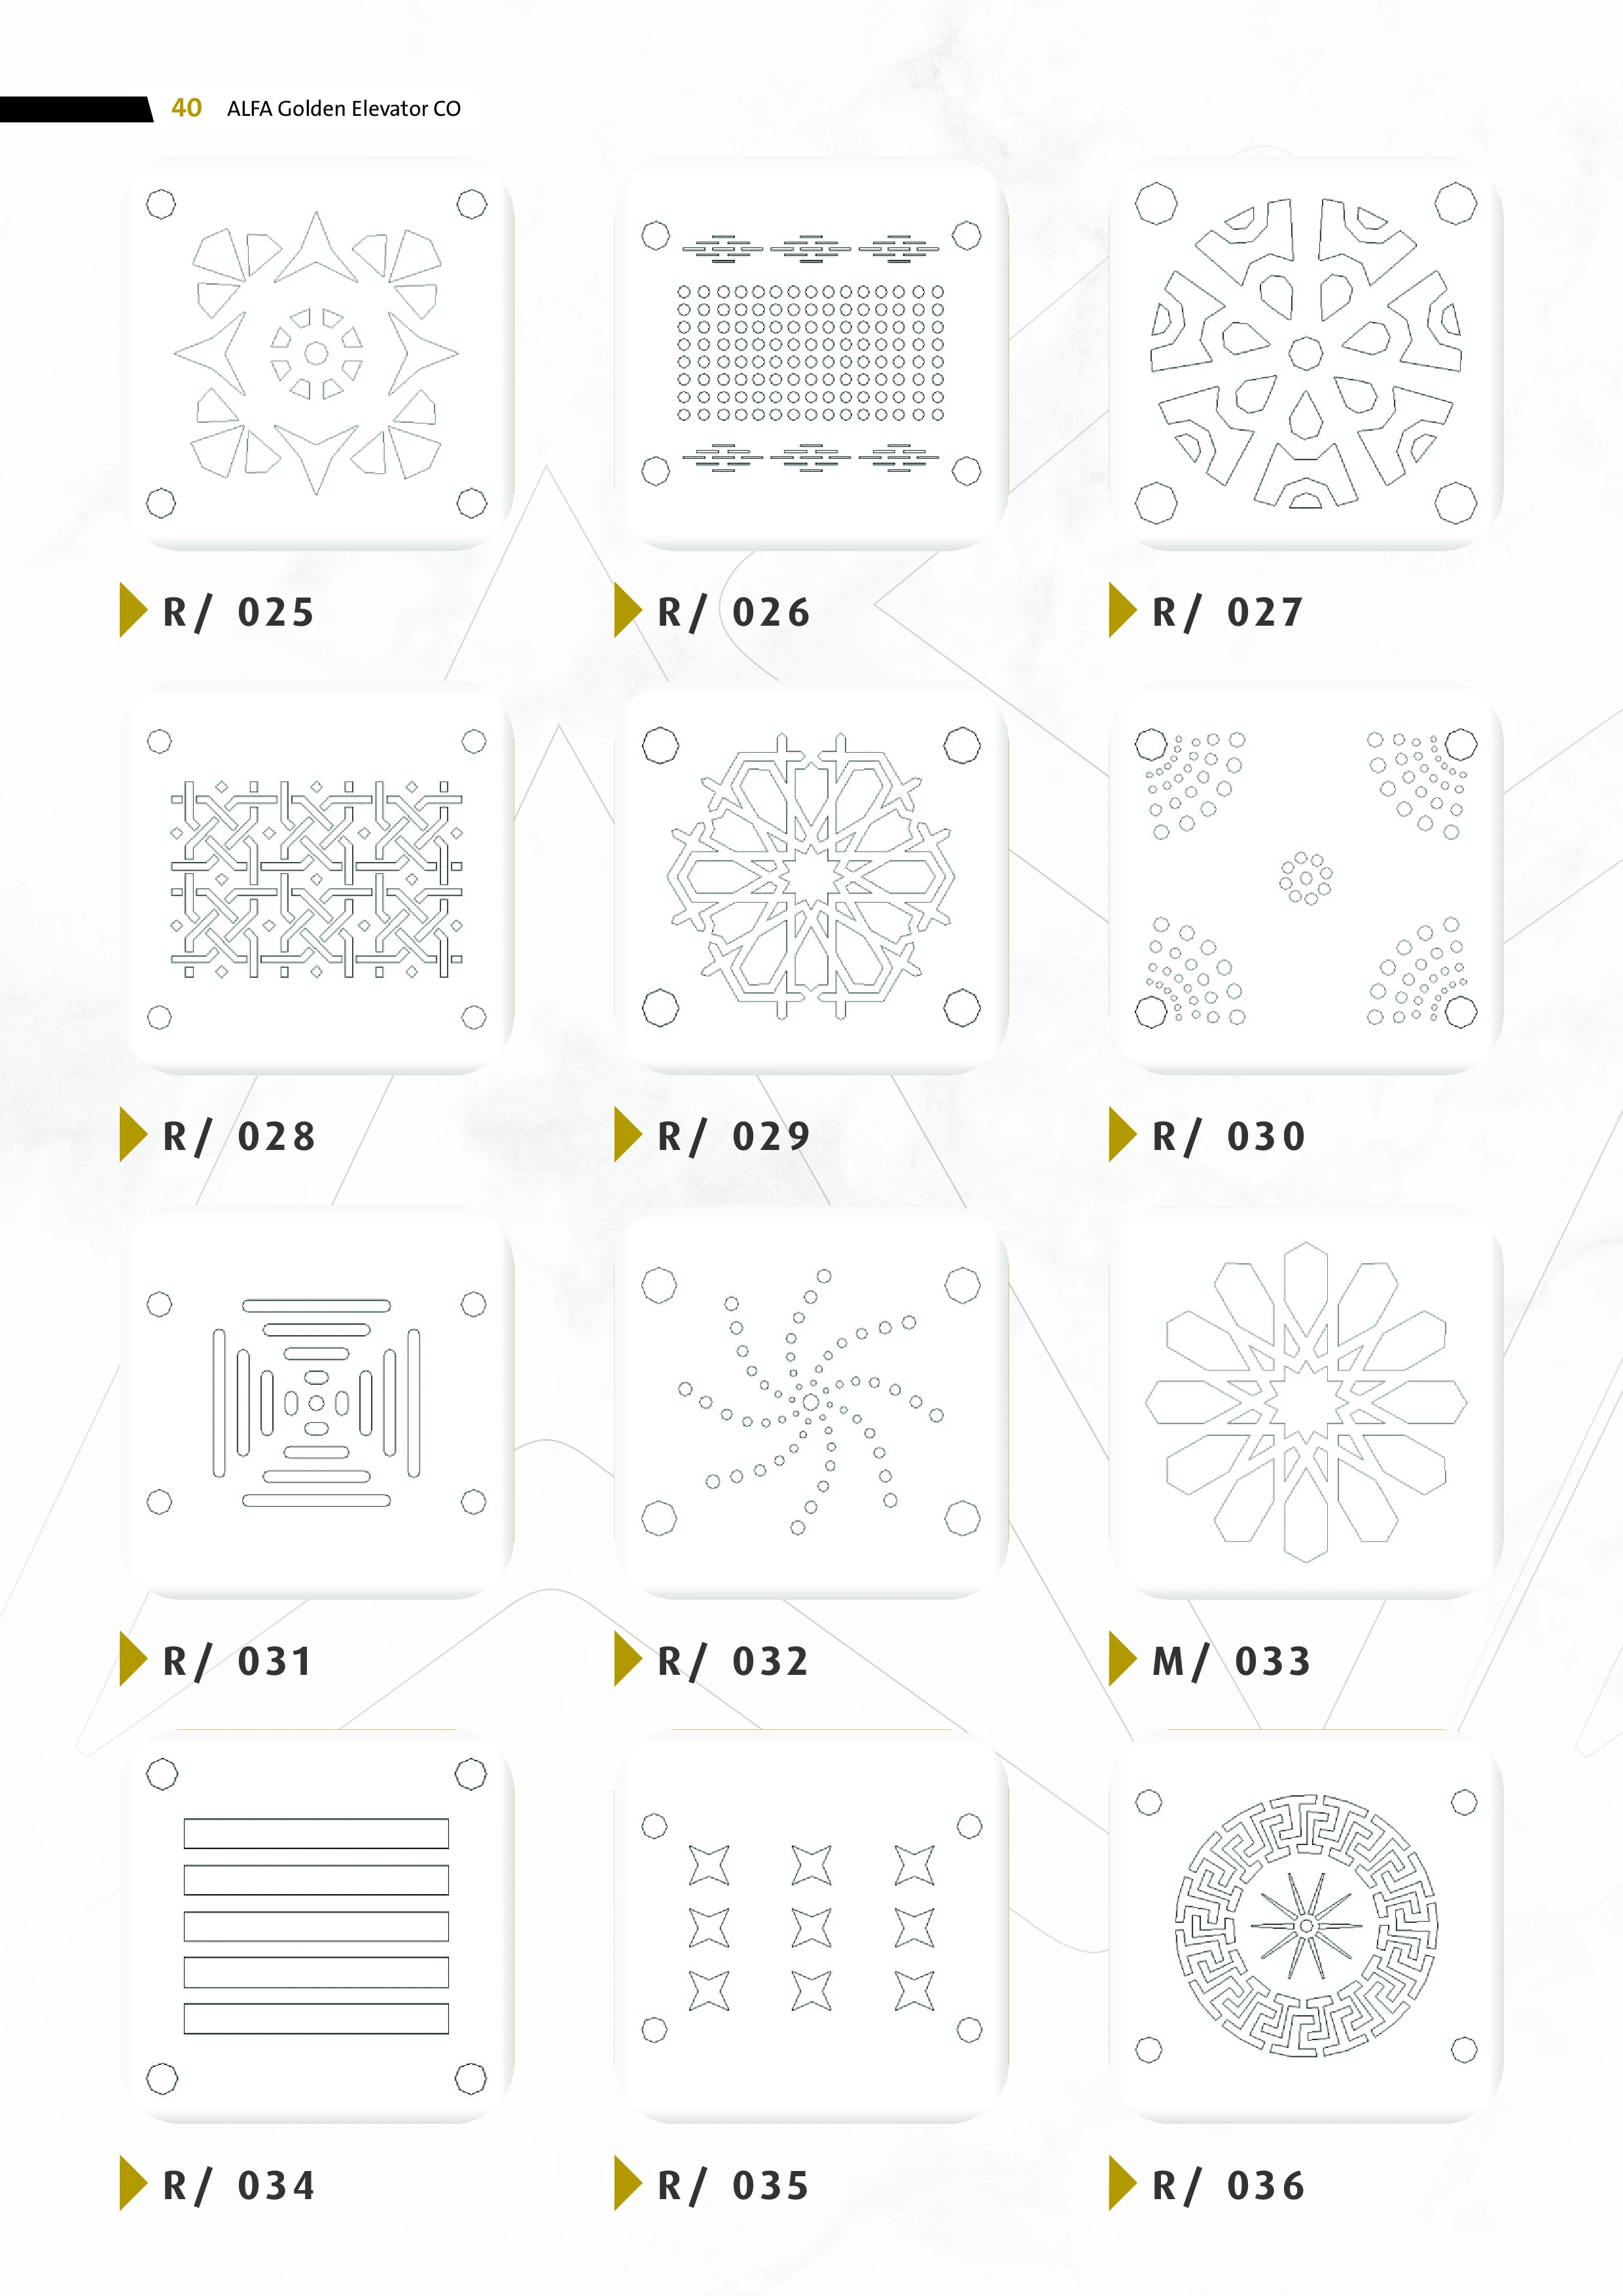 40 ALFA Golden Elevator CO
R/ 025
R/ 026
R/ 027
R/ 028
R/ 029
R/ 030
R/ 031
R/ 032
M/ 033
R/ 034
R/ 035
R/ 036